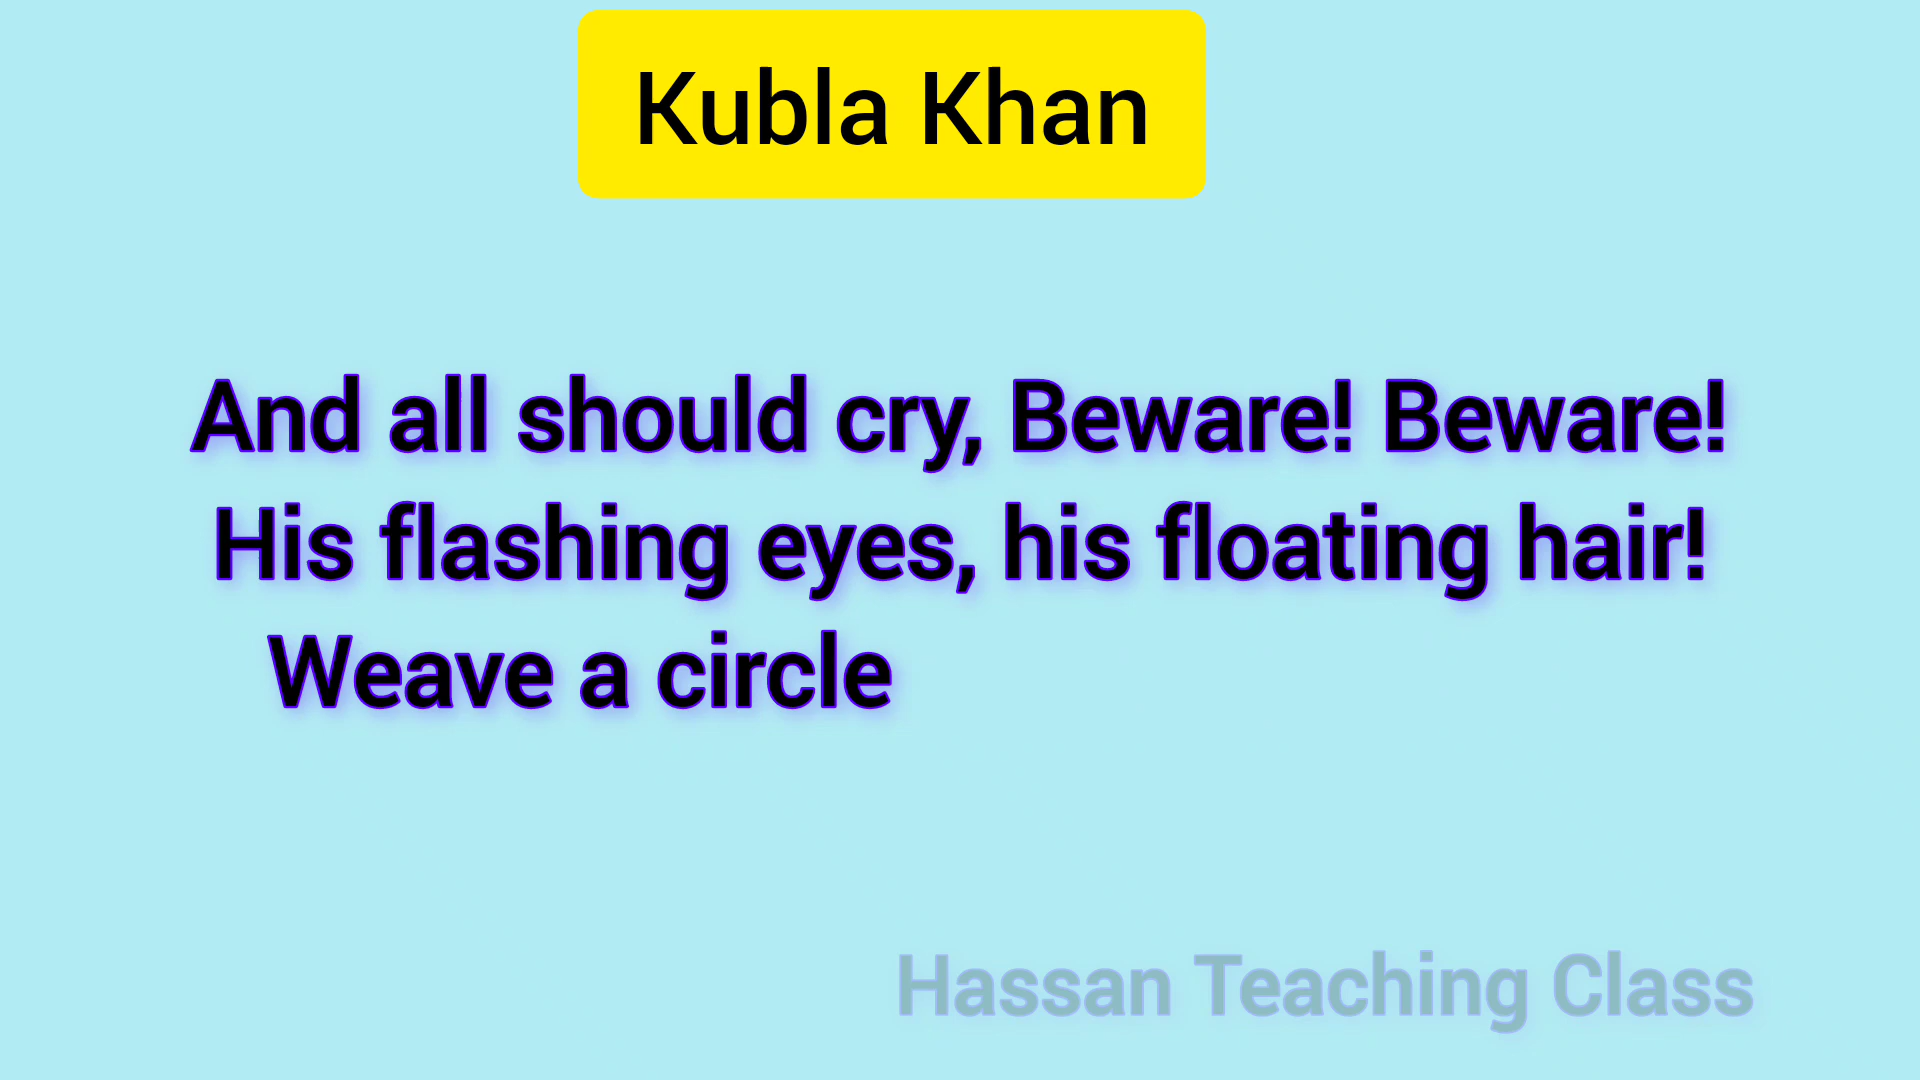 Kubla Khan
And all should cry, Beware! Beware!
His flashing eyes, his floating hair!
Weave a circle
Hassan Teaching Class